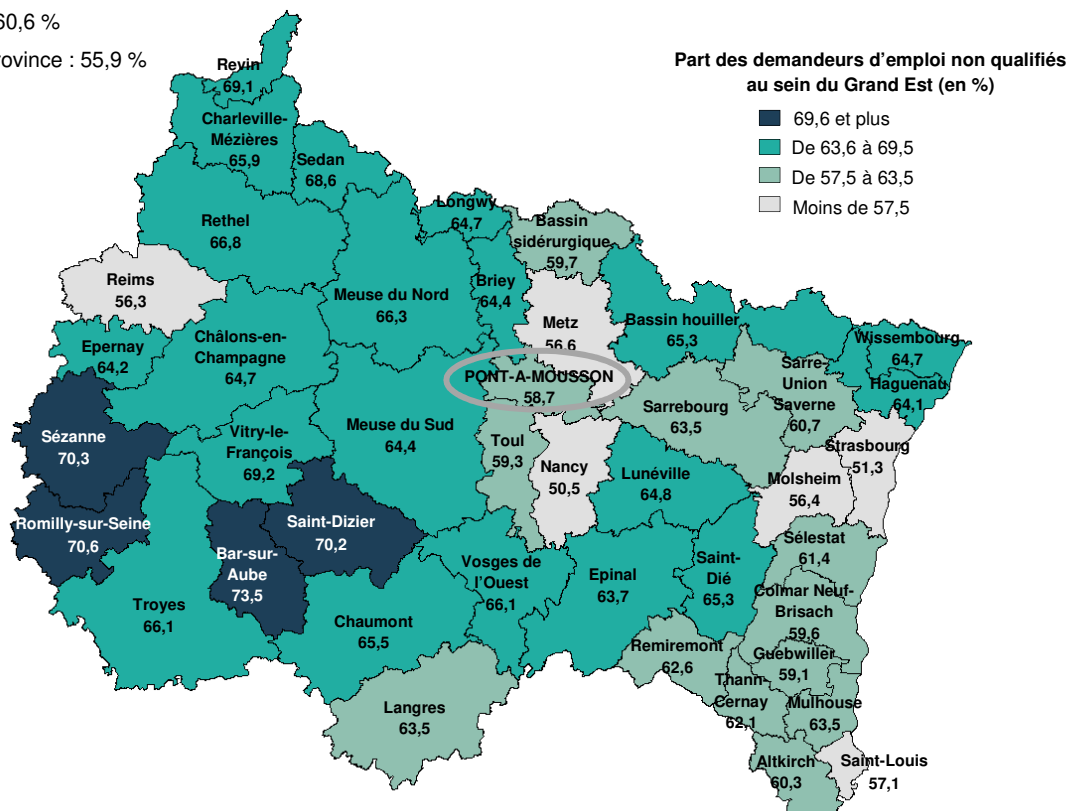 60,6 %
rovince : 55,9 %
Part des demandeurs d'emploi non qualifiés
au sein du Grand Est (en %)
69,6 et plus
De 63,6 à 69,5
De 57,5 à 63,5
Moins de 57,5
Revin
69,1
Charleville-
Mézières
65,9
Sedan
68,6
Rethel
66,8
Longwy
64,7
Bassin
sidérurgique
59,7
Reims
56,3
Meuse du Nord
66,3
Briey
64,4
Metz
56,6
Bassin houiller
65,3
Wissembourg
64,7
Epernay
64,2
Châlons-en-
Champagne
64,7
PONT-A-MOUSSON
58,7
Sarre-
Union
Saverne
60,7
Haguenau
64,1
Sarrebourg
63,5
Sézanne
70,3
Vitry-le-
François
69,2
Meuse du Sud
64,4
Toul
59,3
Nancy
50,5
Lunéville
64,8
Strasbourg
51,3
Molsheim
56,4
Romilly-sur-Seine
70,6
Saint-Dizier
70,2
Bar-sur-
Aube
73,5
Vosges de
l'Ouest
66,1
Epinal
63,7
Saint-
Dié
65,3
Sélestat
61,4
Troyes
66,1
Chaumont
65,5
Colmar Neuf-
Brisach
59,6
Remiremont
62,6
Guebwiller
59,1
Thann-
Cernay
62,1
Langres
63,5
Mulhouse
63,5
Altkirch
60,3
Saint-Louis
57,1